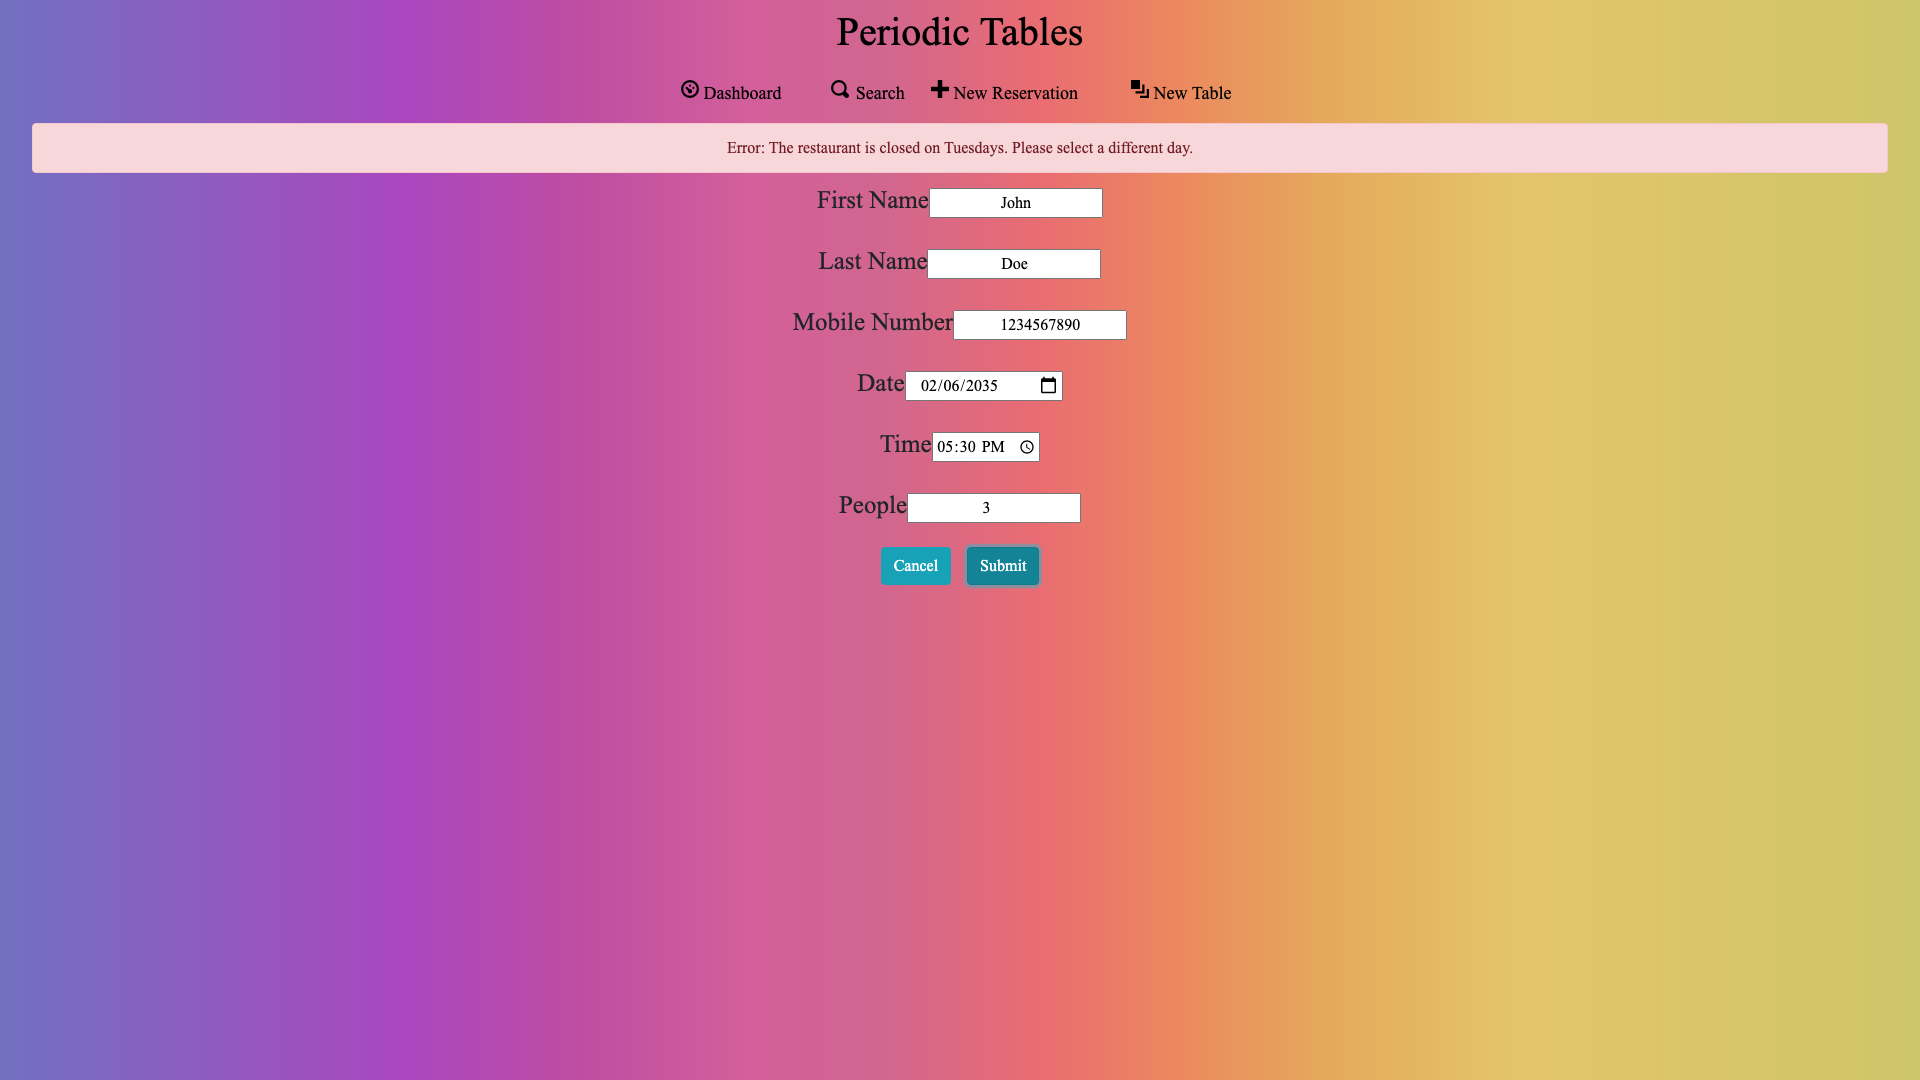 Periodic Tables
Dashboard Search New Reservation New Table
Error: The restaurant is closed on Tuesdays. Please select a different day.
First Name John
Last Name Doe
Mobile Number 1234567890
Date 02/06/2035
Time 05:30 PM
People 3
Cancel Submit